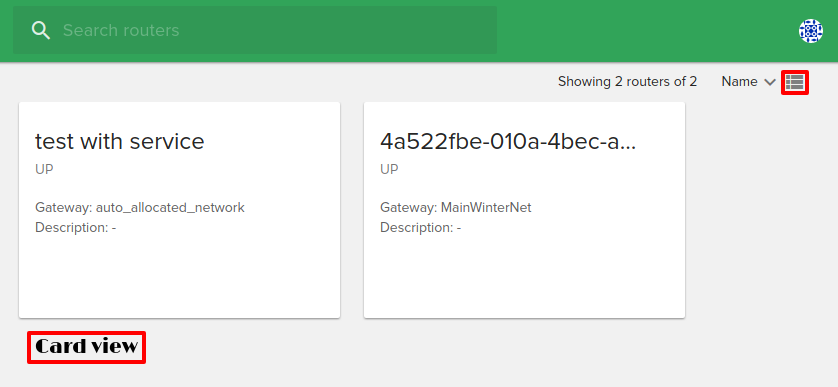 Search routers
Showing 2 routers of 2 Name
test with service
UP
Gateway: auto_allocated_network
Description: -
4a522fbe-010a-4bec-a...
UP
Gateway: MainWinterNet
Description: -
Card view